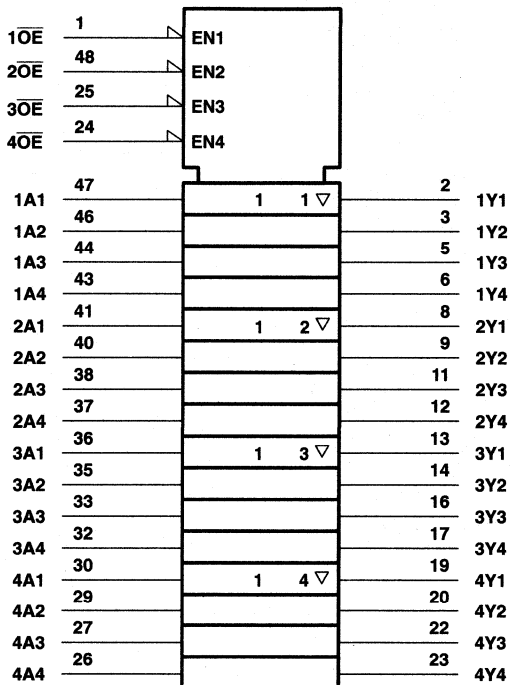 1O̅E̅ 1 EN1
2O̅E̅ 48 EN2
3O̅E̅ 25 EN3
4O̅E̅ 24 EN4
1A1 47 1 1 ▽ 2 1Y1
1A2 46 3 1Y2
1A3 44 5 1Y3
1A4 43 6 1Y4
2A1 41 1 2 ▽ 8 2Y1
2A2 40 9 2Y2
2A3 38 11 2Y3
2A4 37 12 2Y4
3A1 36 1 3 ▽ 13 3Y1
3A2 35 14 3Y2
3A3 33 16 3Y3
3A4 32 17 3Y4
4A1 30 1 4 ▽ 19 4Y1
4A2 29 20 4Y2
4A3 27 22 4Y3
4A4 26 23 4Y4